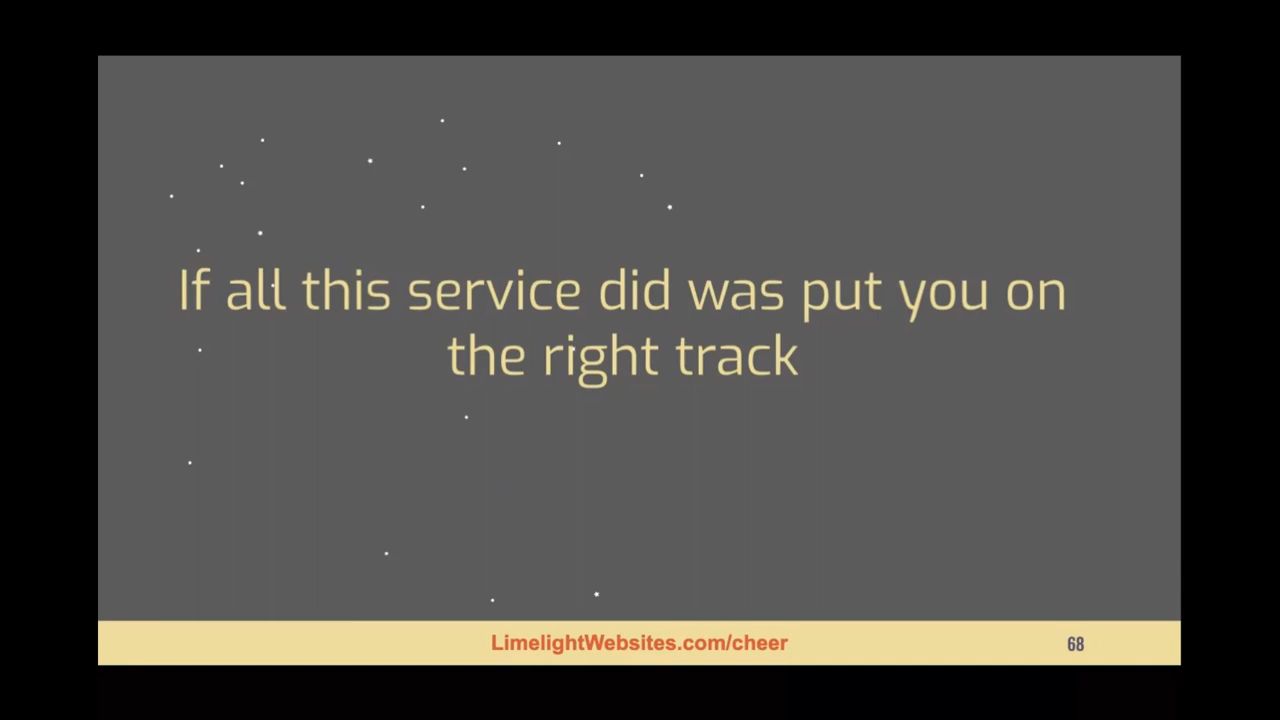 If all this service did was put you on
the right track
LimelightWebsites.com/cheer
68